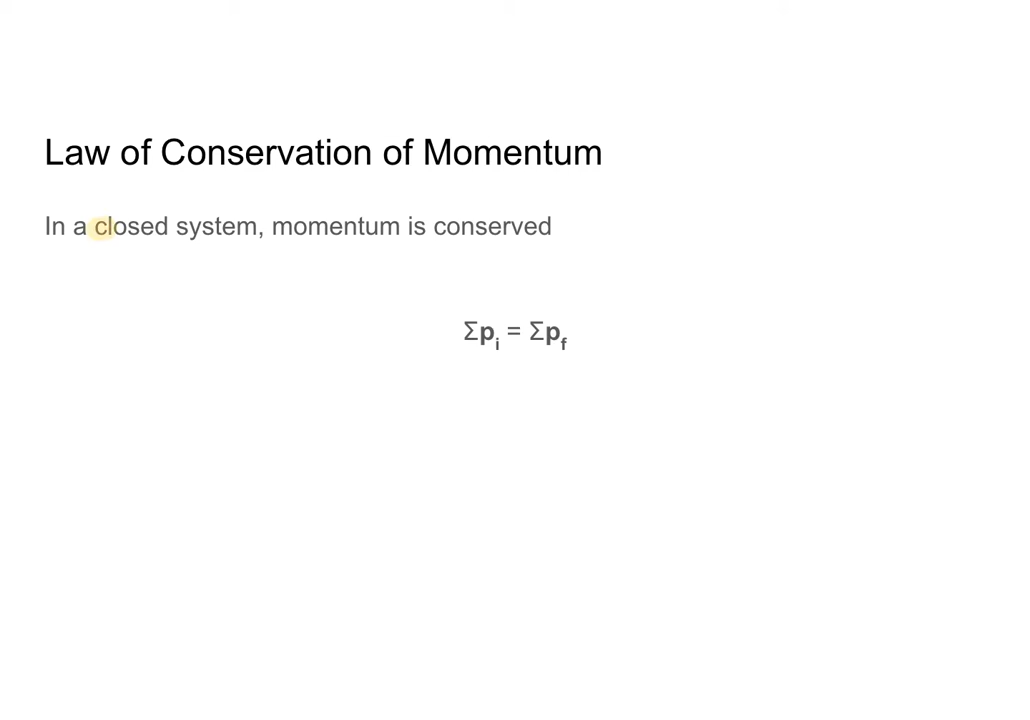 Law of Conservation of Momentum
In a closed system, momentum is conserved
Σpᵢ = Σp_f